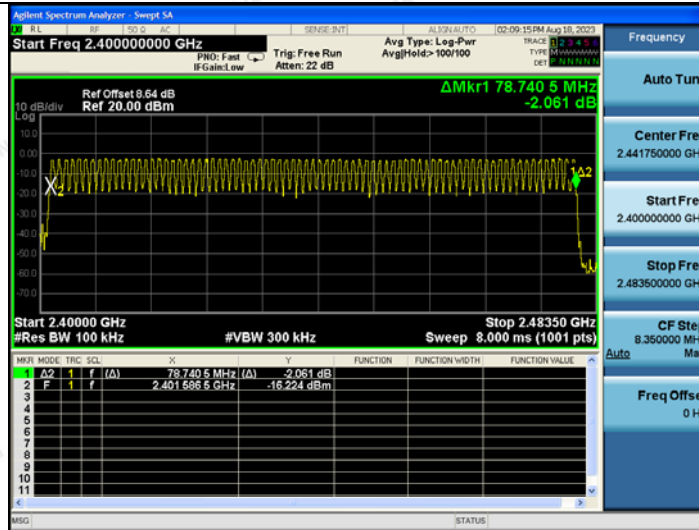 Agilent Spectrum Analyzer - Swept SA
RL RF 50 Ω AC SENSE:INT ALIGN AUTO 02:09:15 PM Aug 18, 2023
Start Freq 2.400000000 GHz
PNO: Fast
IFGain:Low
Trig: Free Run
Atten: 22 dB
Avg Type: Log-Pwr
Avg|Hold:> 100/100
TRACE 1 2 3 4 5 6
TYPE M
DET P N N N N N
ΔMkr1 78.740 5 MHz
-2.061 dB
Ref Offset 8.64 dB
10 dB/div Ref 20.00 dBm
Log
10.0
0.00
-10.0
-20.0
-30.0
-40.0
-50.0
-60.0
-70.0
X2
1Δ2
Start 2.40000 GHz Stop 2.48350 GHz
#Res BW 100 kHz #VBW 300 kHz Sweep 8.000 ms (1001 pts)
MKR MODE TRC SCL X Y FUNCTION FUNCTION WIDTH FUNCTION VALUE
1 Δ2 1 f (Δ) 78.740 5 MHz (Δ) -2.061 dB
2 F 1 f 2.401 586 5 GHz -16.224 dBm
3
4
5
6
7
8
9
10
11
MSG STATUS
Frequency
Auto Tun
Center Fre
2.441750000 GH
Start Fre
2.400000000 GH
Stop Fre
2.483500000 GH
CF Ste
8.350000 MH
Auto Ma
Freq Offse
0 H